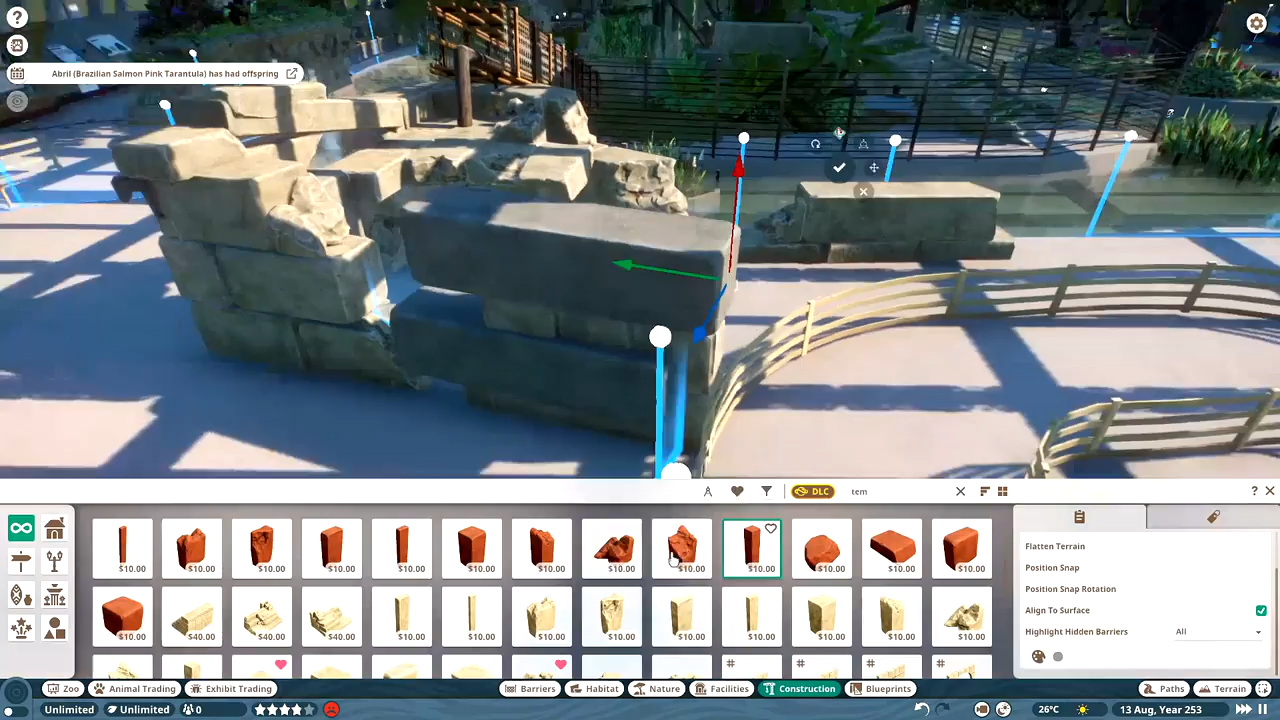 ?
Abril (Brazilian Salmon Pink Tarantula) has had offspring
DLC
tem
?
$10.00 $10.00 $10.00 $10.00 $10.00 $10.00 $10.00 $10.00 $10.00 $10.00 $10.00 $10.00 $10.00
$10.00 $40.00 $40.00 $40.00 $10.00 $10.00 $10.00 $10.00 $10.00 $10.00 $10.00 $10.00 $10.00
# # # #
Flatten Terrain
Position Snap
Position Snap Rotation
Align To Surface
Highlight Hidden Barriers All
Zoo Animal Trading Exhibit Trading Barriers Habitat Nature Facilities Construction Blueprints Paths Terrain
Unlimited Unlimited 0 26°C 13 Aug, Year 253